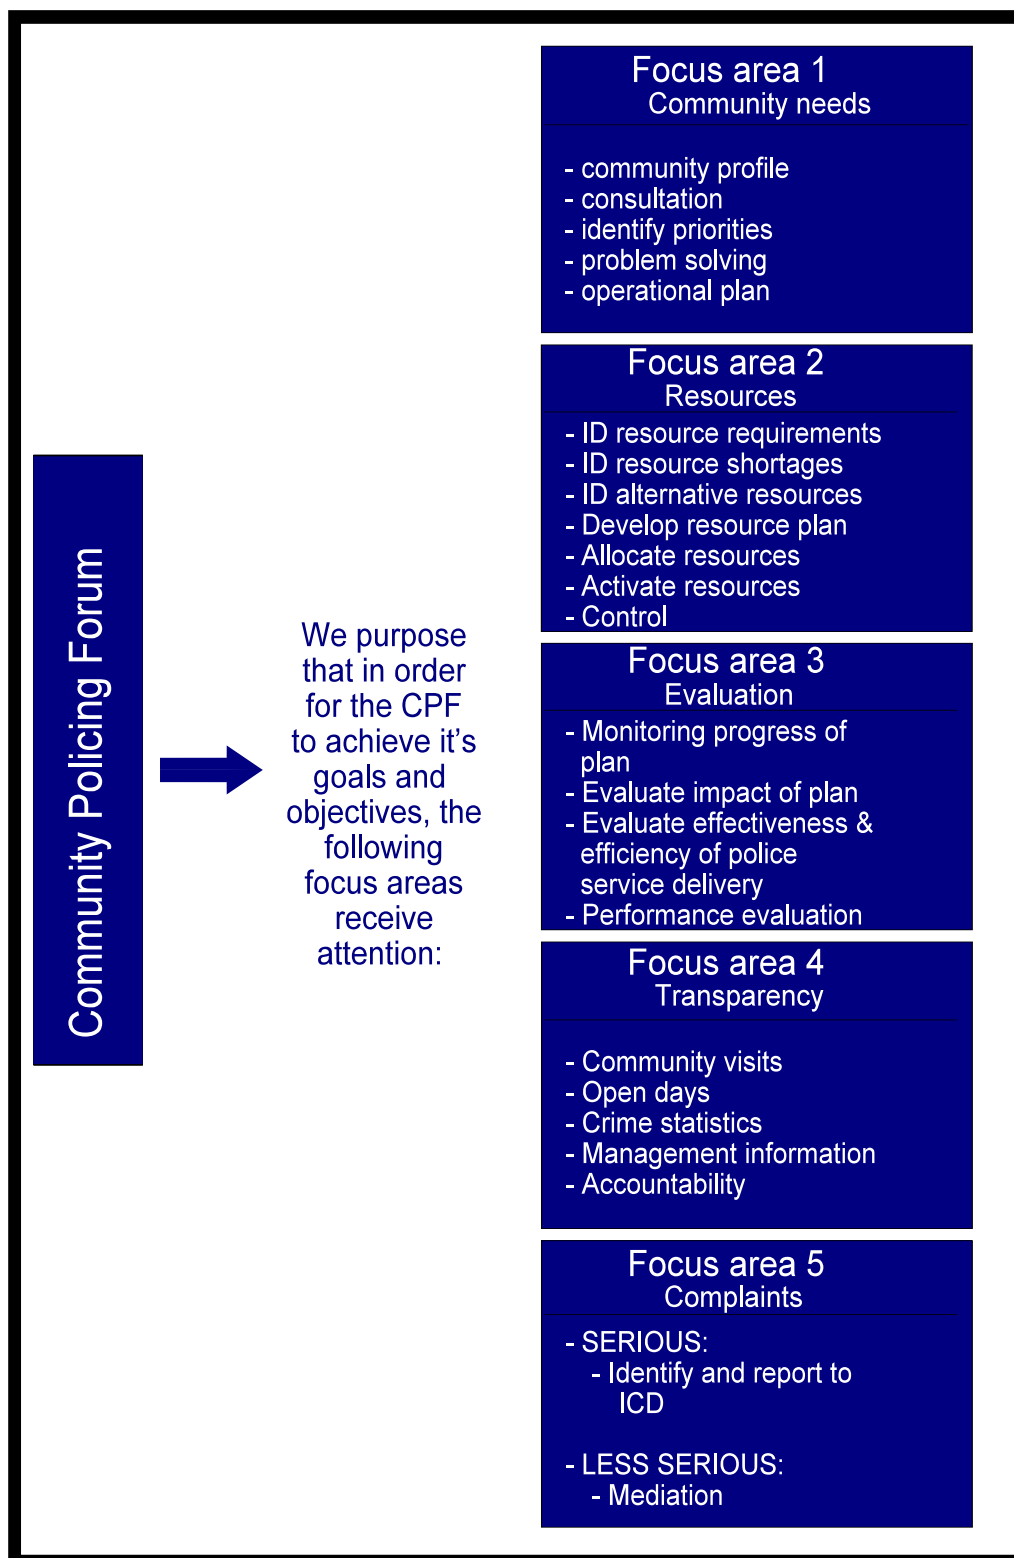 Community Policing Forum
We purpose
that in order
for the CPF
to achieve it's
goals and
objectives, the
following
focus areas
receive
attention:
Focus area 1
Community needs
- community profile
- consultation
- identify priorities
- problem solving
- operational plan
Focus area 2
Resources
- ID resource requirements
- ID resource shortages
- ID alternative resources
- Develop resource plan
- Allocate resources
- Activate resources
- Control
Focus area 3
Evaluation
- Monitoring progress of
plan
- Evaluate impact of plan
- Evaluate effectiveness &
efficiency of police
service delivery
- Performance evaluation
Focus area 4
Transparency
- Community visits
- Open days
- Crime statistics
- Management information
- Accountability
Focus area 5
Complaints
- SERIOUS:
- Identify and report to
ICD
- LESS SERIOUS:
- Mediation